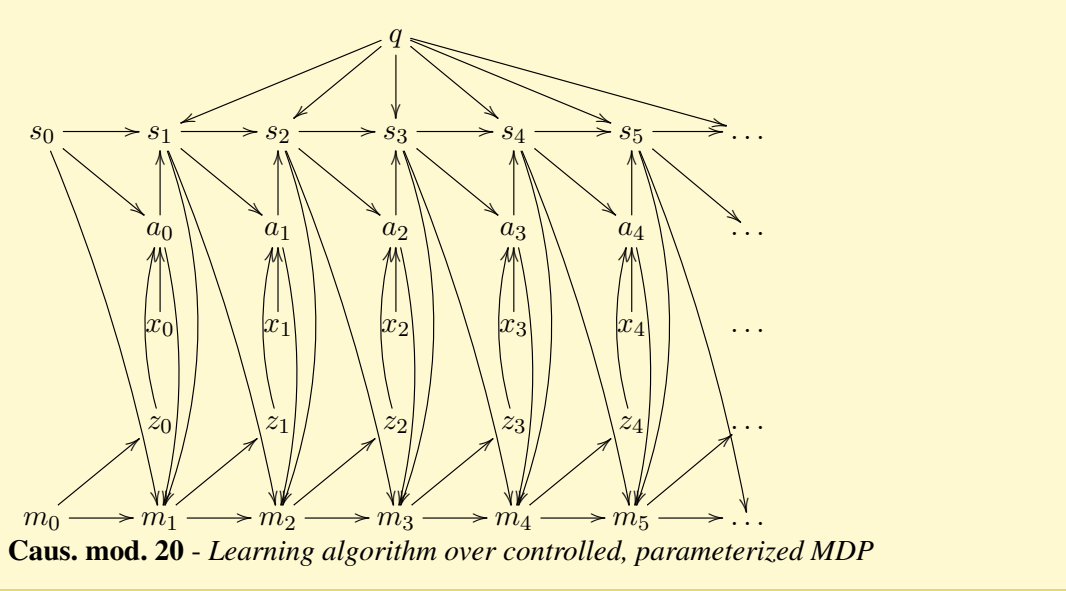 q
s₀ s₁ s₂ s₃ s₄ s₅ ...
a₀ a₁ a₂ a₃ a₄ ...
x₀ x₁ x₂ x₃ x₄ ...
z₀ z₁ z₂ z₃ z₄ ...
m₀ m₁ m₂ m₃ m₄ m₅ ...
Caus. mod. 20 - Learning algorithm over controlled, parameterized MDP